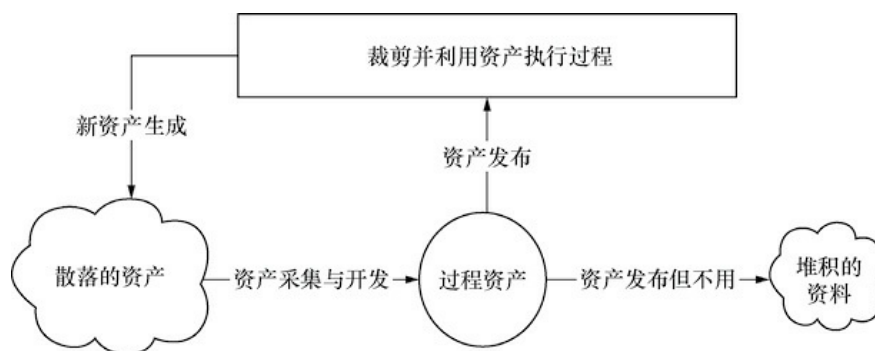 裁剪并利用资产执行过程
新资产生成
资产发布
散落的资产
资产采集与开发
过程资产
资产发布但不用
堆积的
资料